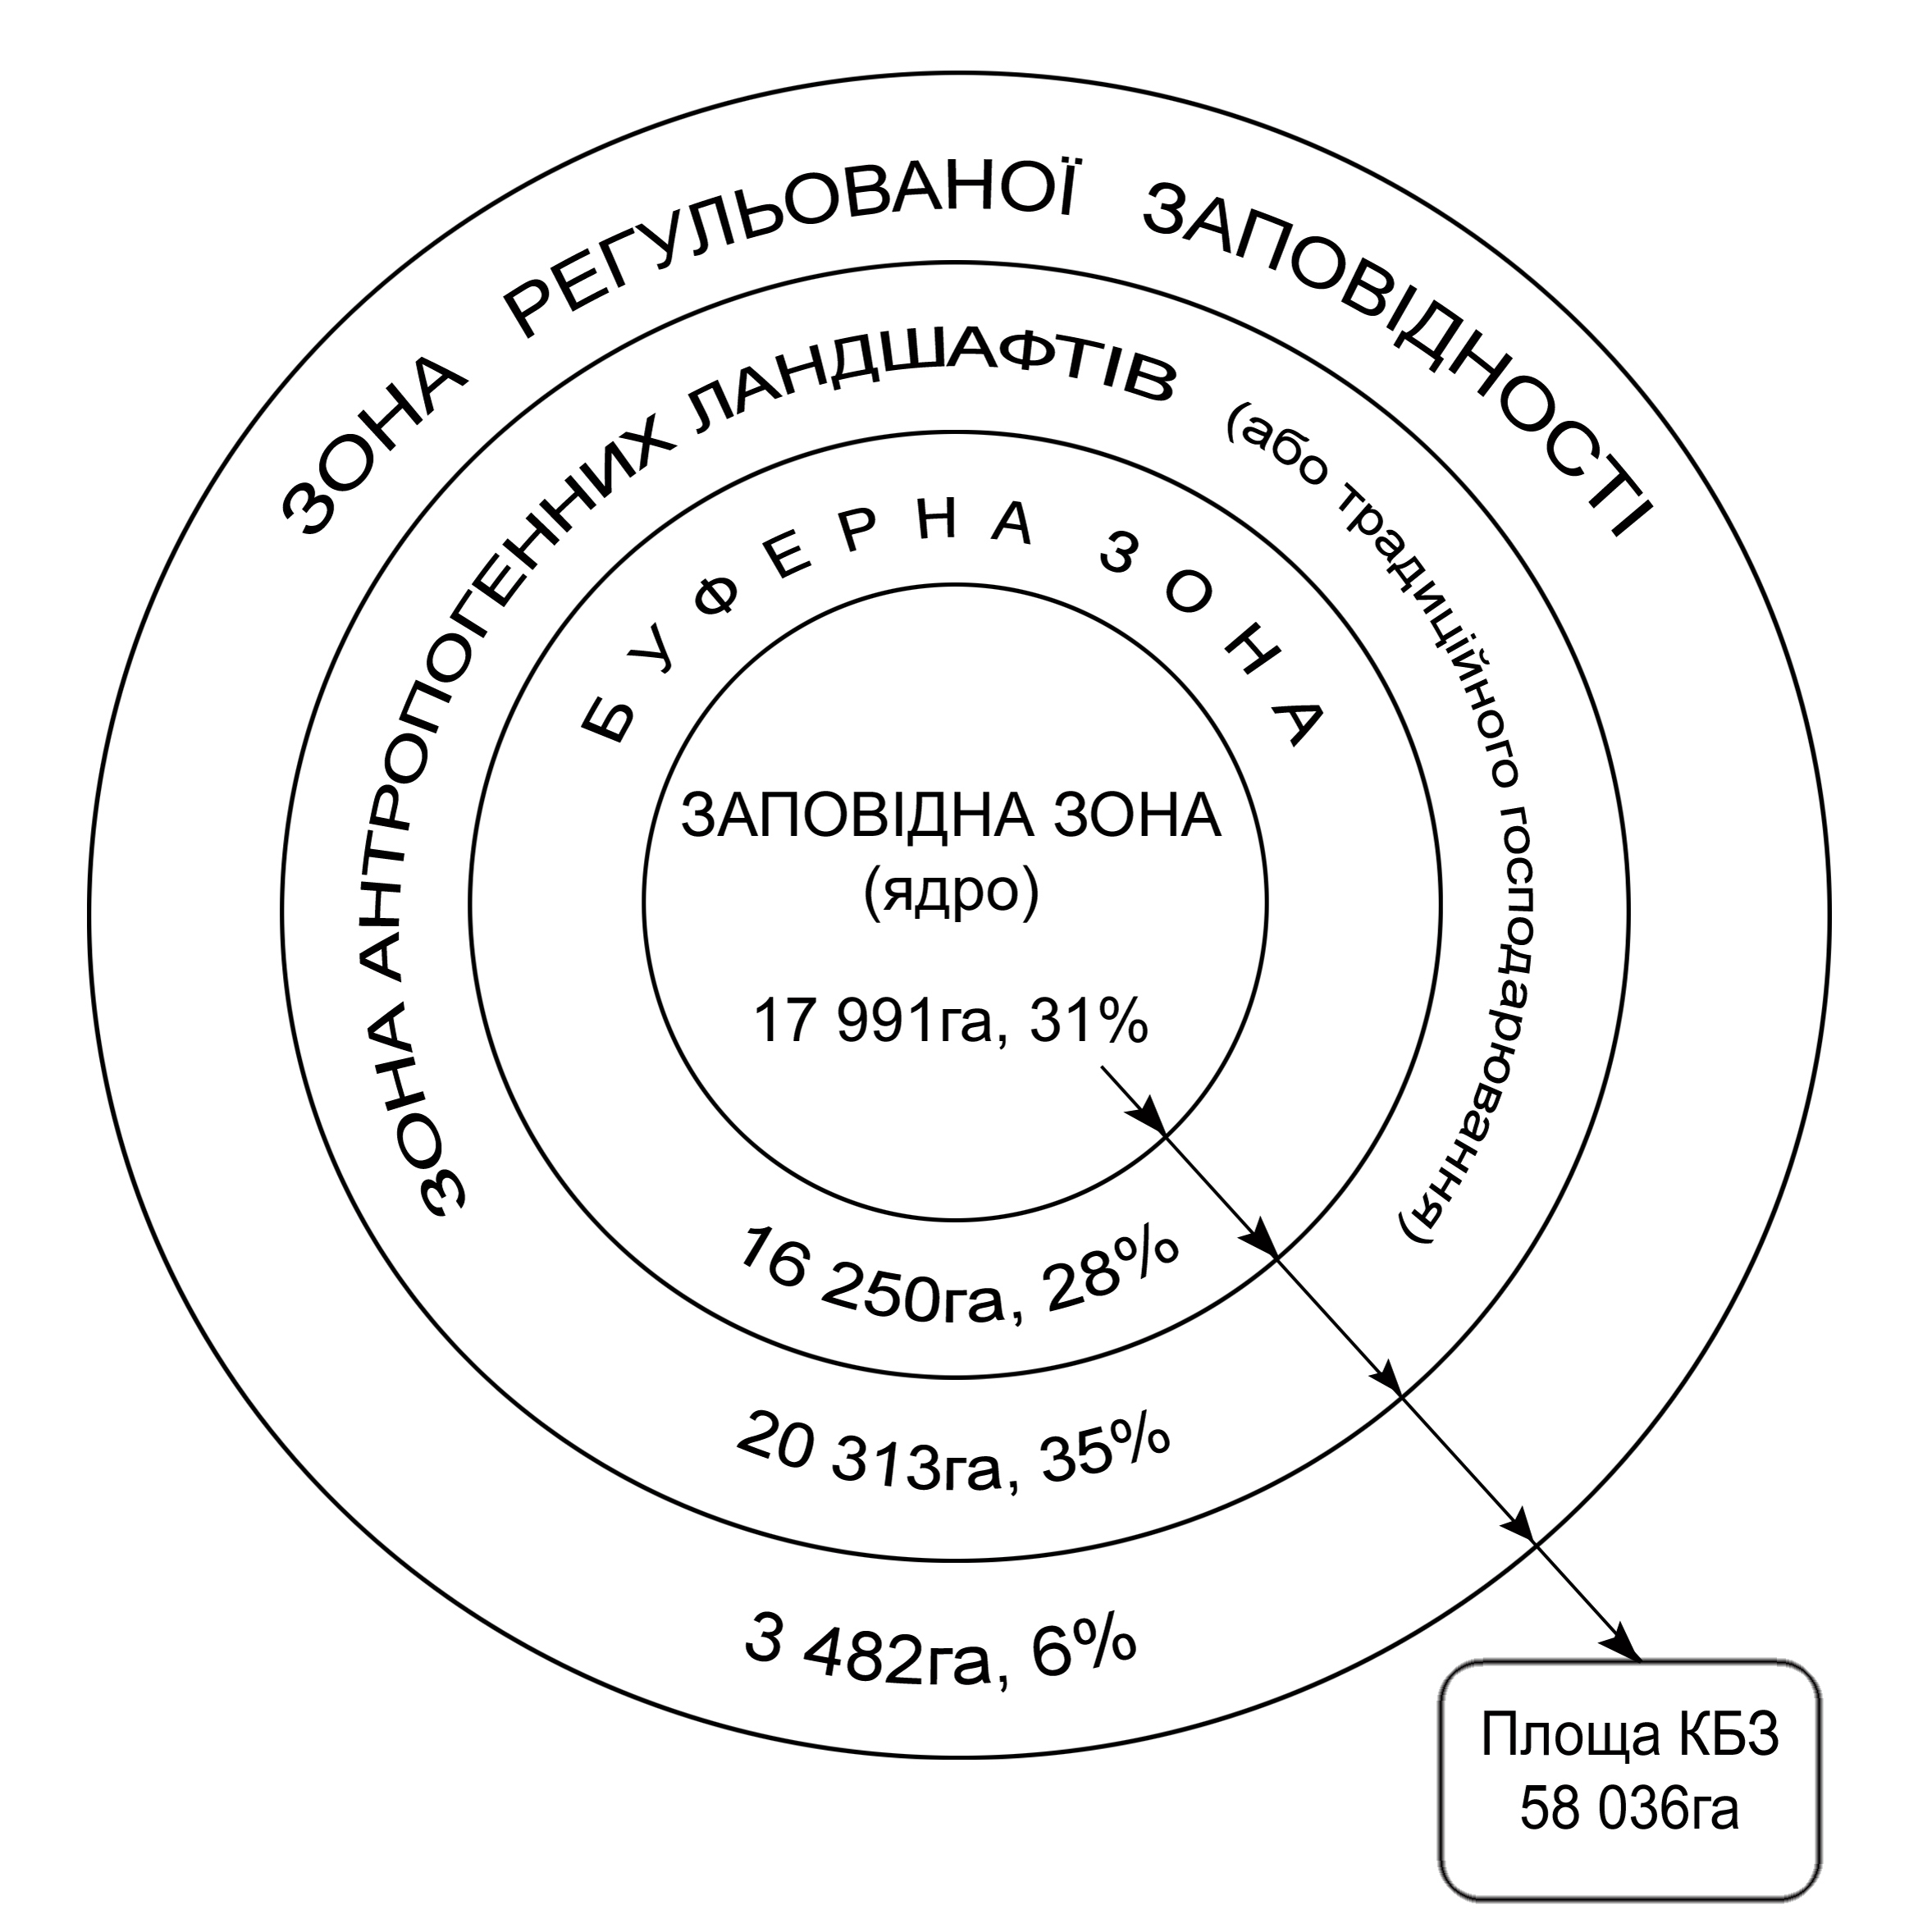 ЗОНА РЕГУЛЬОВАНОЇ ЗАПОВІДНОСТІ
ЗОНА АНТРОПОГЕННИХ ЛАНДШАФТІВ (або традиційного господарювання)
БУФЕРНА ЗОНА
ЗАПОВІДНА ЗОНА
(ядро)
17 991га, 31%
16 250га, 28%
20 313га, 35%
3 482га, 6%
Площа КБЗ
58 036га